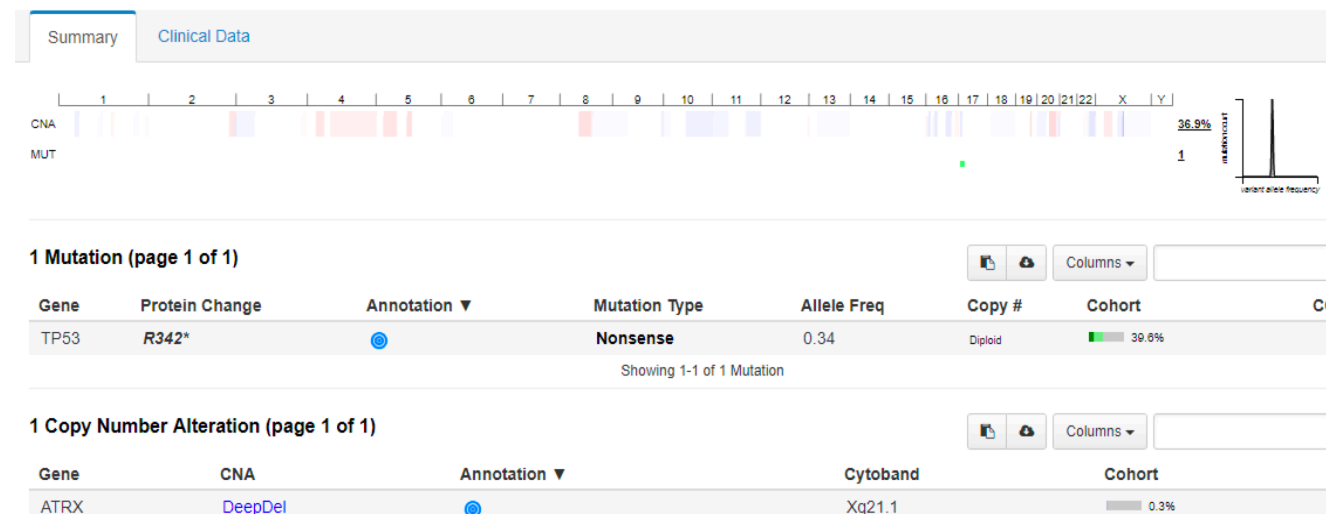 Summary Clinical Data
1 2 3 4 5 6 7 8 9 10 11 12 13 14 15 16 17 18 19 20 21 22 X Y
CNA 36.9%
MUT 1
mutation count
variant allele frequency
1 Mutation (page 1 of 1) Columns
Gene Protein Change Annotation ▼ Mutation Type Allele Freq Copy # Cohort
TP53 R342* Nonsense 0.34 Diploid 39.6%
Showing 1-1 of 1 Mutation
1 Copy Number Alteration (page 1 of 1) Columns
Gene CNA Annotation ▼ Cytoband Cohort
ATRX DeepDel Xq21.1 0.3%